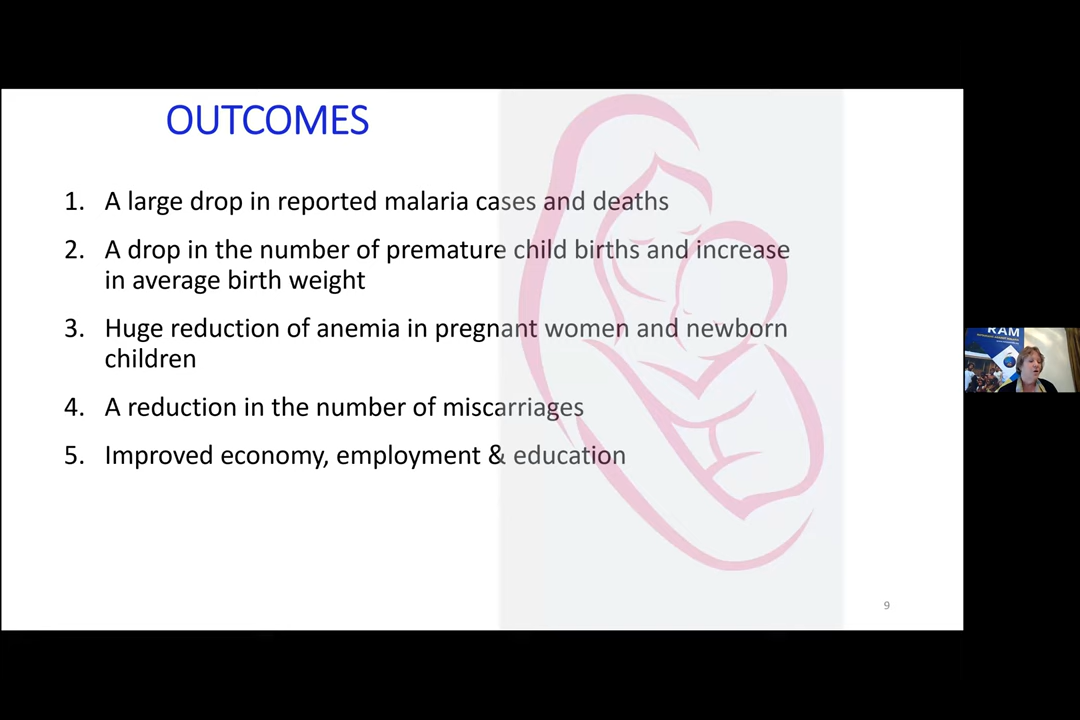 OUTCOMES
1. A large drop in reported malaria cases and deaths
2. A drop in the number of premature child births and increase
in average birth weight
3. Huge reduction of anemia in pregnant women and newborn
children
4. A reduction in the number of miscarriages
5. Improved economy, employment & education
9
RAM